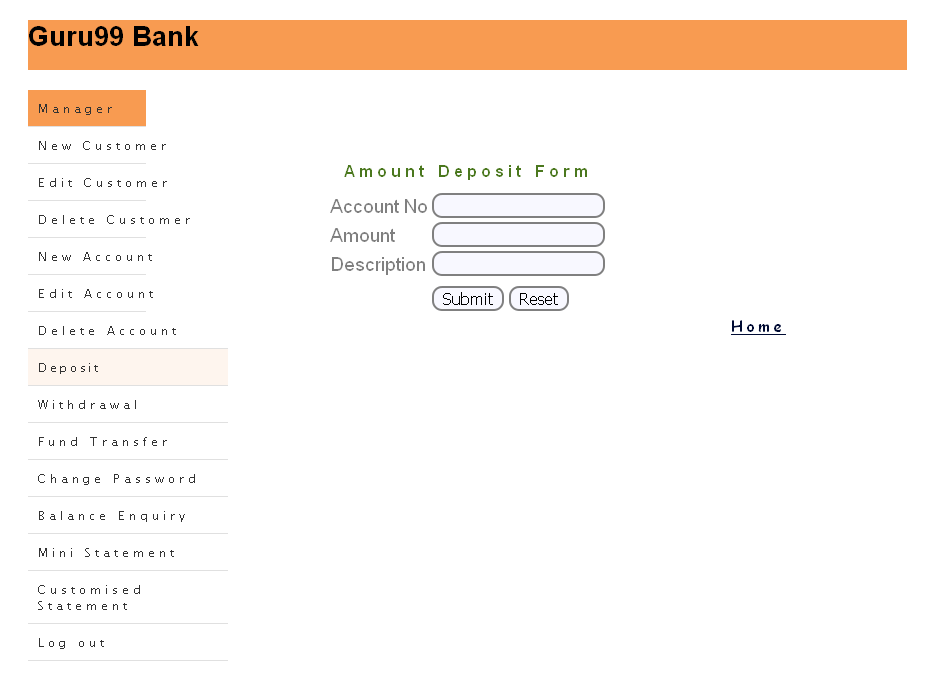 Guru99 Bank
Manager
New Customer
Edit Customer
Delete Customer
New Account
Edit Account
Delete Account
Deposit
Withdrawal
Fund Transfer
Change Password
Balance Enquiry
Mini Statement
Customised
Statement
Log out
Amount Deposit Form
Account No
Amount
Description
Submit Reset
Home